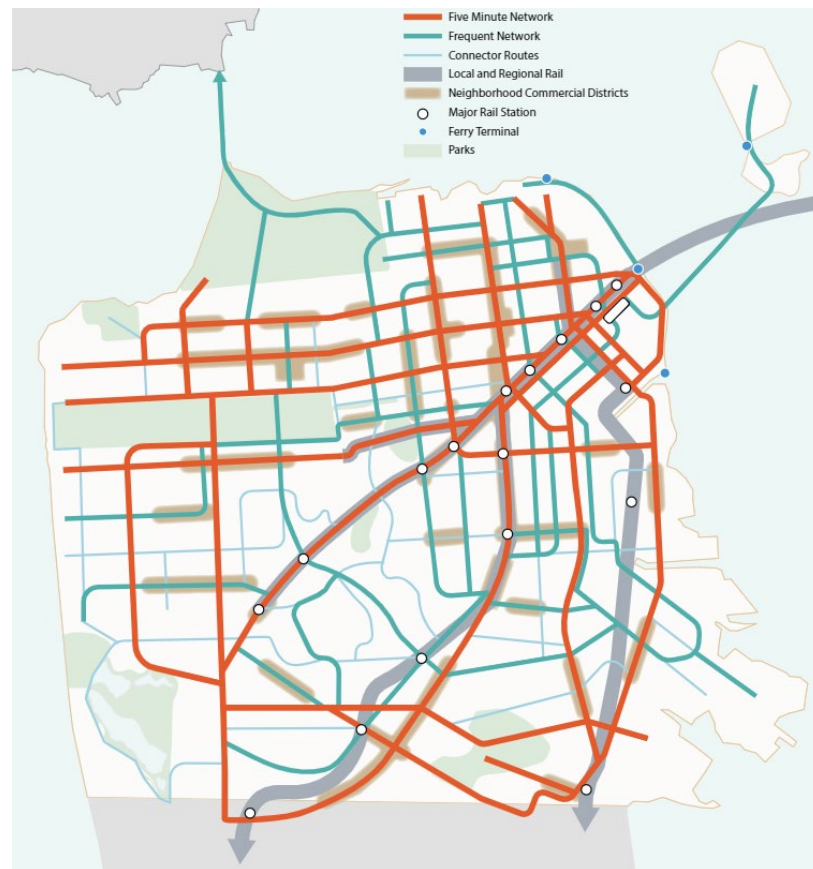 Five Minute Network
Frequent Network
Connector Routes
Local and Regional Rail
Neighborhood Commercial Districts
Major Rail Station
Ferry Terminal
Parks